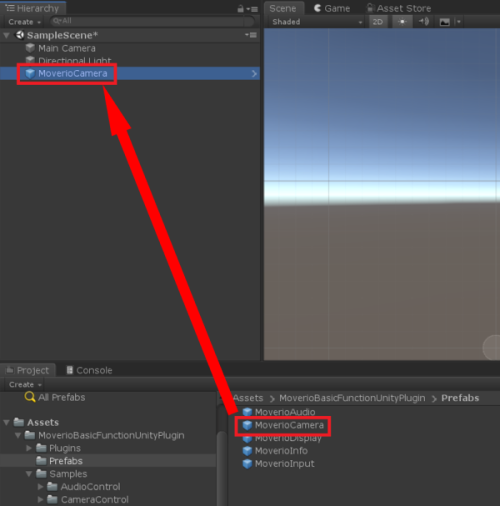 Hierarchy
Create
All
SampleScene*
Main Camera
Directional Light
MoverioCamera
Scene
Game
Asset Store
Shaded
2D
Project
Console
Create
All Prefabs
Assets
MoverioBasicFunctionUnityPlugin
Plugins
Prefabs
Samples
AudioControl
CameraControl
Assets > MoverioBasicFunctionUnityPlugin > Prefabs
MoverioAudio
MoverioCamera
MoverioDisplay
MoverioInfo
MoverioInput